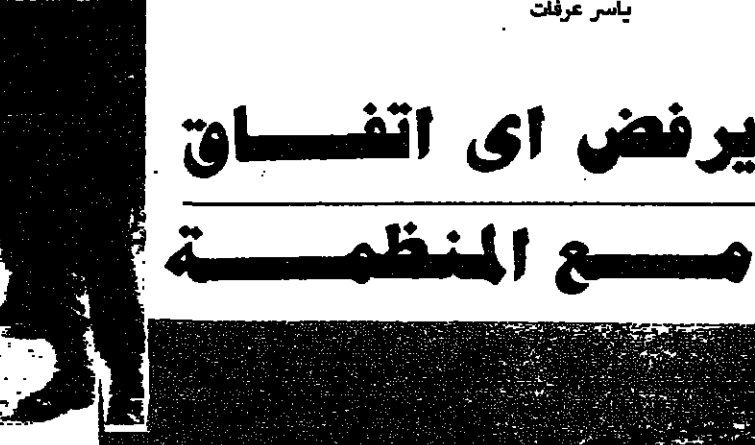 ياسر عرفات
يرفض اى اتفاق
مع المنظمة